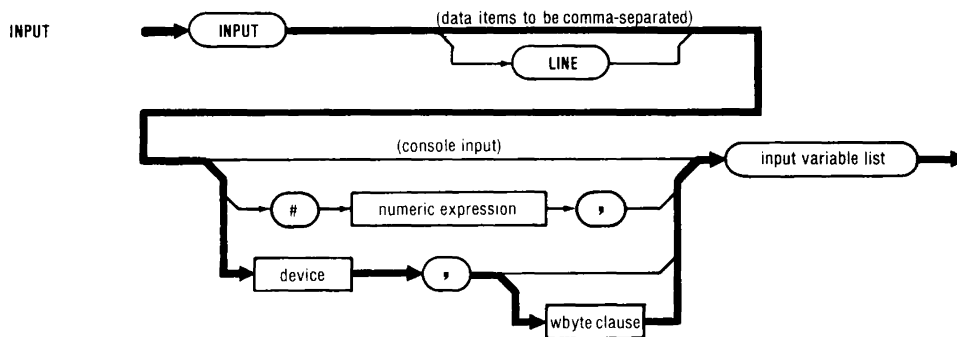 (data items to be comma-separated)
INPUT
INPUT
LINE
(console input)
input variable list
# numeric expression ,
device ,
wbyte clause